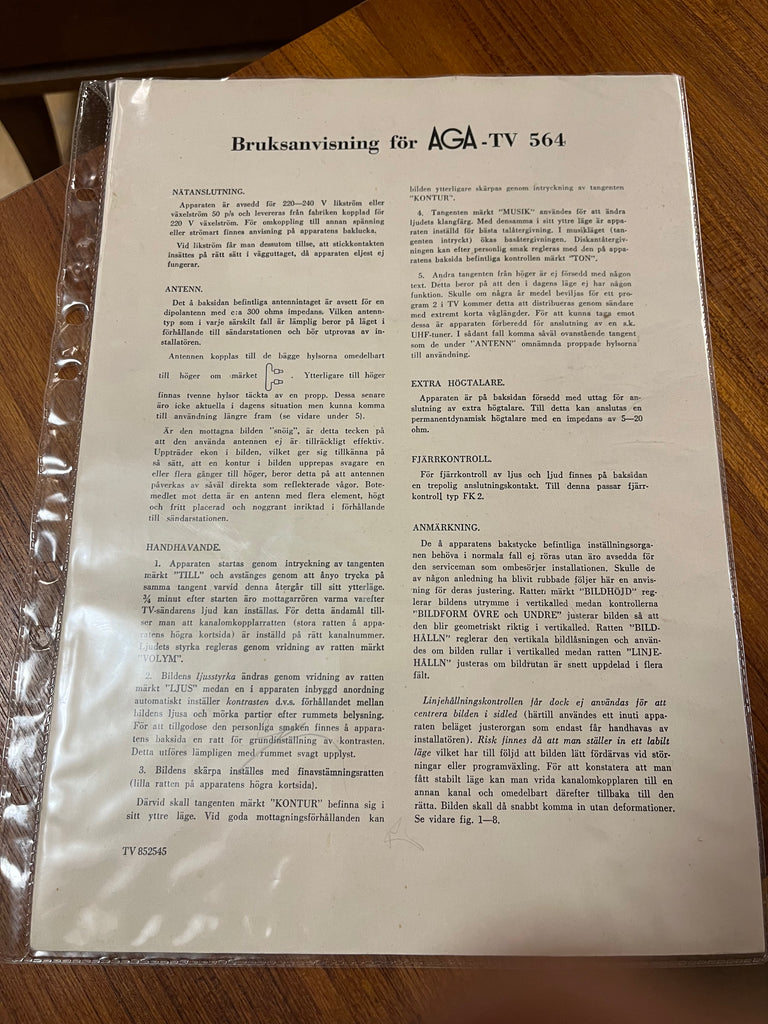 Bruksanvisning för AGA-TV 564
NÄTANSLUTNING.
Apparaten är avsedd för 220—240 V likström eller
växelström 50 p/s och levereras från fabriken kopplad för
220 V växelström. För omkoppling till annan spänning
eller strömart finnes anvisning på apparatens baklucka.
Vid likström får man dessutom tillse, att stickkontakten
insättes på rätt sätt i vägguttaget, då apparaten eljest ej
fungerar.
ANTENN.
Det å baksidan befintliga antennintaget är avsett för en
dipolantenn med c:a 300 ohms impedans. Vilken antenn-
typ som i varje särskilt fall är lämplig beror på läget i
förhållande till sändarstationen och bör utprovas av in-
stallatören.
Antennen kopplas till de bägge hylsorna omedelbart
till höger om märket . Ytterligare till höger
finnas tvenne hylsor täckta av en propp. Dessa senare
äro icke aktuella i dagens situation men kunna komma
till användning längre fram (se vidare under 5).
Är den mottagna bilden "snöig", är detta tecken på
att den använda antennen ej är tillräckligt effektiv.
Uppträder ekon i bilden, vilket ger sig tillkänna på
så sätt, att en kontur i bilden upprepas svagare en
eller flera gånger till höger, beror detta på att antennen
påverkas av såväl direkta som reflekterade vågor. Bote-
medlet mot detta är en antenn med flera element, högt
och fritt placerad och noggrant inriktad i förhållande
till sändarstationen.
HANDHAVANDE.
1. Apparaten startas genom intryckning av tangenten
märkt "TILL" och avstänges genom att ånyo trycka på
samma tangent varvid denna återgår till sitt ytterläge.
¾ minut efter starten äro mottagarrören varma varefter
TV-sändarens ljud kan inställas. För detta ändamål till-
ser man att kanalomkopplarratten (stora ratten å appa-
ratens högra kortsida) är inställd på rätt kanalnummer.
Ljudets styrka regleras genom vridning av ratten märkt
"VOLYM".
2. Bildens ljusstyrka ändras genom vridning av ratten
märkt "LJUS" medan en i apparaten inbyggd anordning
automatiskt inställer kontrasten d.v.s. förhållandet mellan
bildens ljusa och mörka partier efter rummets belysning.
För att tillgodose den personliga smaken finnes å appara-
tens baksida en ratt för grundinställning av kontrasten.
Detta utföres lämpligen med rummet svagt upplyst.
3. Bildens skärpa inställes med finavstämningsratten
(lilla ratten på apparatens högra kortsida).
Därvid skall tangenten märkt "KONTUR" befinna sig i
sitt yttre läge. Vid goda mottagningsförhållanden kan
TV 852545
bilden ytterligare skärpas genom intryckning av tangenten
"KONTUR".
4. Tangenten märkt "MUSIK" användes för att ändra
ljudets klangfärg. Med densamma i sitt yttre läge är appa-
raten inställd för bästa talåtergivning. I musikläget (tan-
genten intryckt) ökas basåtergivningen. Diskantåtergiv-
ningen kan efter personlig smak regleras med den på appa-
ratens baksida befintliga kontrollen märkt "TON".
5. Andra tangenten från höger är ej försedd med någon
text. Detta beror på att den i dagens läge ej har någon
funktion. Skulle om några år medel beviljas för ett pro-
gram 2 i TV kommer detta att distribueras genom sändare
med extremt korta våglängder. För att kunna taga emot
dessa är apparaten förberedd för anslutning av en s.k.
UHF-tuner. I sådant fall komma såväl ovanstående tangent
som de under "ANTENN" omnämnda proppade hylsorna
till användning.
EXTRA HÖGTALARE.
Apparaten är på baksidan försedd med uttag för an-
slutning av extra högtalare. Till detta kan anslutas en
permanentdynamisk högtalare med en impedans av 5—20
ohm.
FJÄRRKONTROLL.
För fjärrkontroll av ljus och ljud finnes på baksidan
en trepolig anslutningskontakt. Till denna passar fjärr-
kontroll typ FK 2.
ANMÄRKNING.
De å apparatens bakstycke befintliga inställningsorga-
nen behöva i normala fall ej röras utan äro avsedda för
den serviceman som ombesörjer installationen. Skulle de
av någon anledning ha blivit rubbade följer här en anvis-
ning för deras justering. Ratten märkt "BILDHÖJD" reg-
lerar bildens utrymme i vertikalled medan kontrollerna
"BILDFORM ÖVRE och UNDRE" justerar bilden så att
den blir geometriskt riktig i vertikalled. Ratten "BILD-
HÅLLN" reglerar den vertikala bildlåsningen och använ-
des om bilden rullar i vertikalled medan ratten "LINJE-
HÅLLN" justeras om bildrutan är snett uppdelad i flera
fält.
Linjehållningskontrollen får dock ej användas för att
centrera bilden i sidled (härtill användes ett inuti appa-
raten beläget justerorgan som endast får handhavas av
installatören). Risk finnes då att man ställer in ett labilt
läge vilket har till följd att bilden lätt fördärvas vid stör-
ningar eller programväxling. För att konstatera att man
fått stabilt läge kan man vrida kanalomkopplaren till en
annan kanal och omedelbart därefter tillbaka till den
rätta. Bilden skall då snabbt komma in utan deformationer.
Se vidare fig. 1—8.